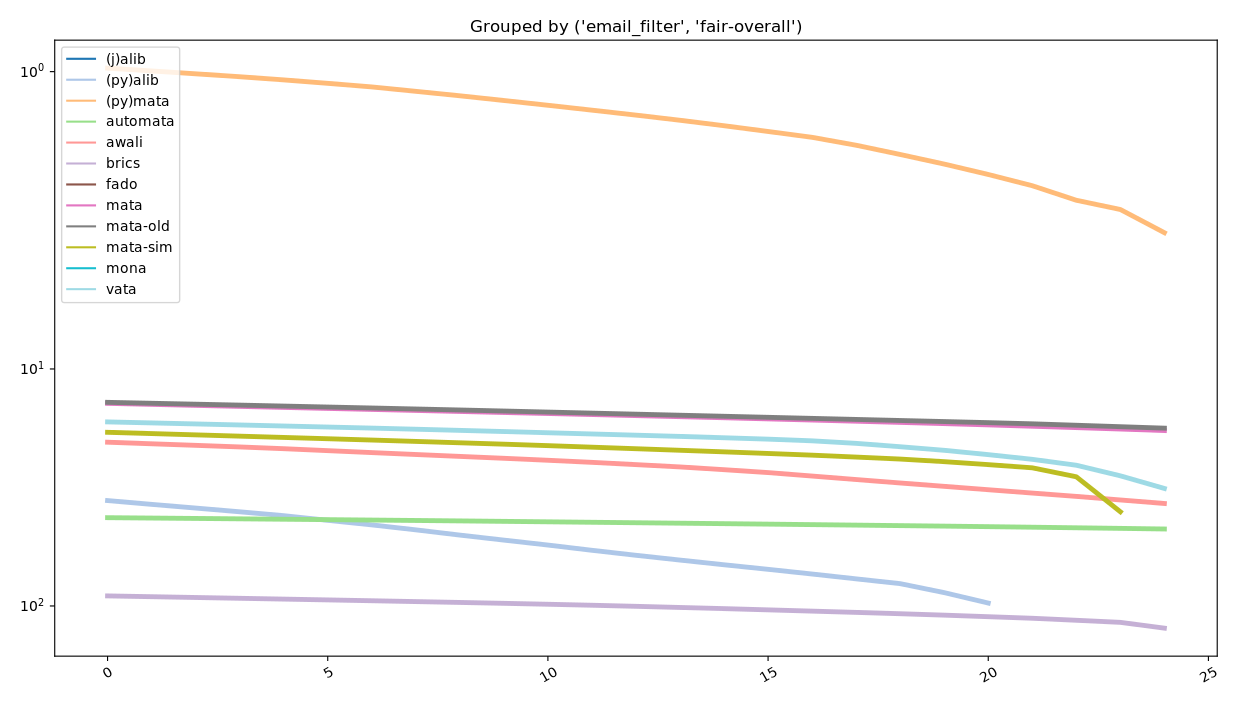 Grouped by ('email_filter', 'fair-overall')
(j)alib
(py)alib
(py)mata
automata
awali
brics
fado
mata
mata-old
mata-sim
mona
vata
10⁰
10¹
10²
0
5
10
15
20
25